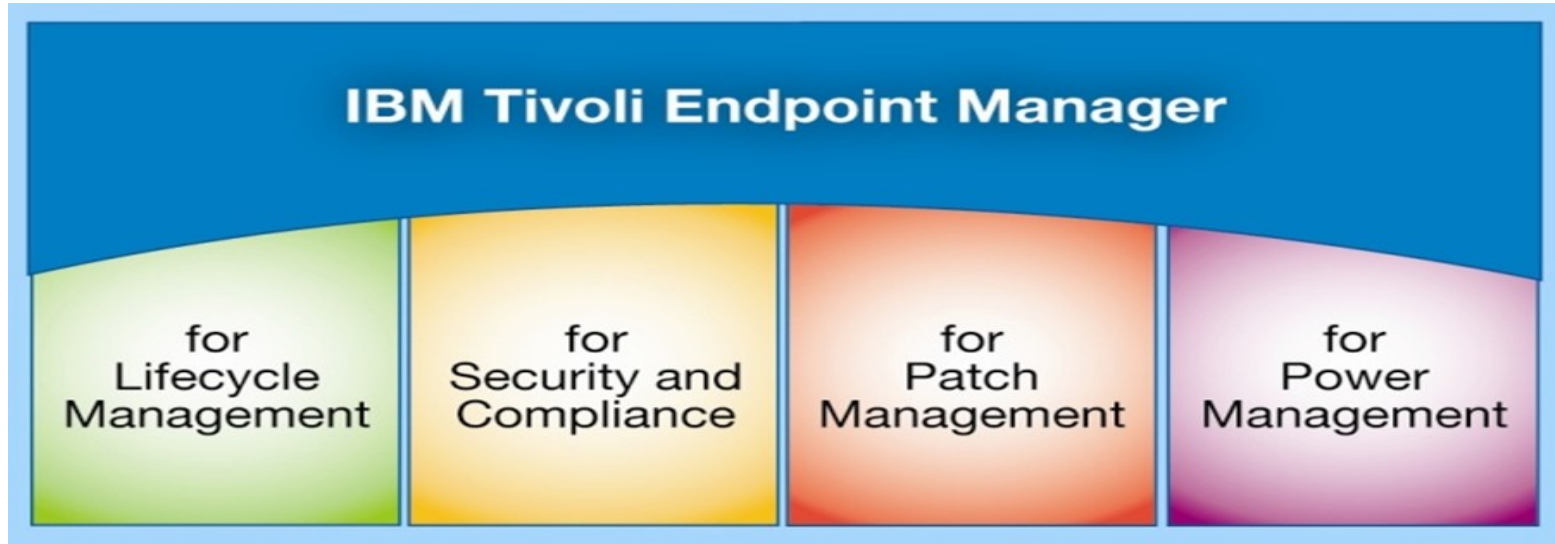 IBM Tivoli Endpoint Manager
for
Lifecycle
Management
for
Security and
Compliance
for
Patch
Management
for
Power
Management